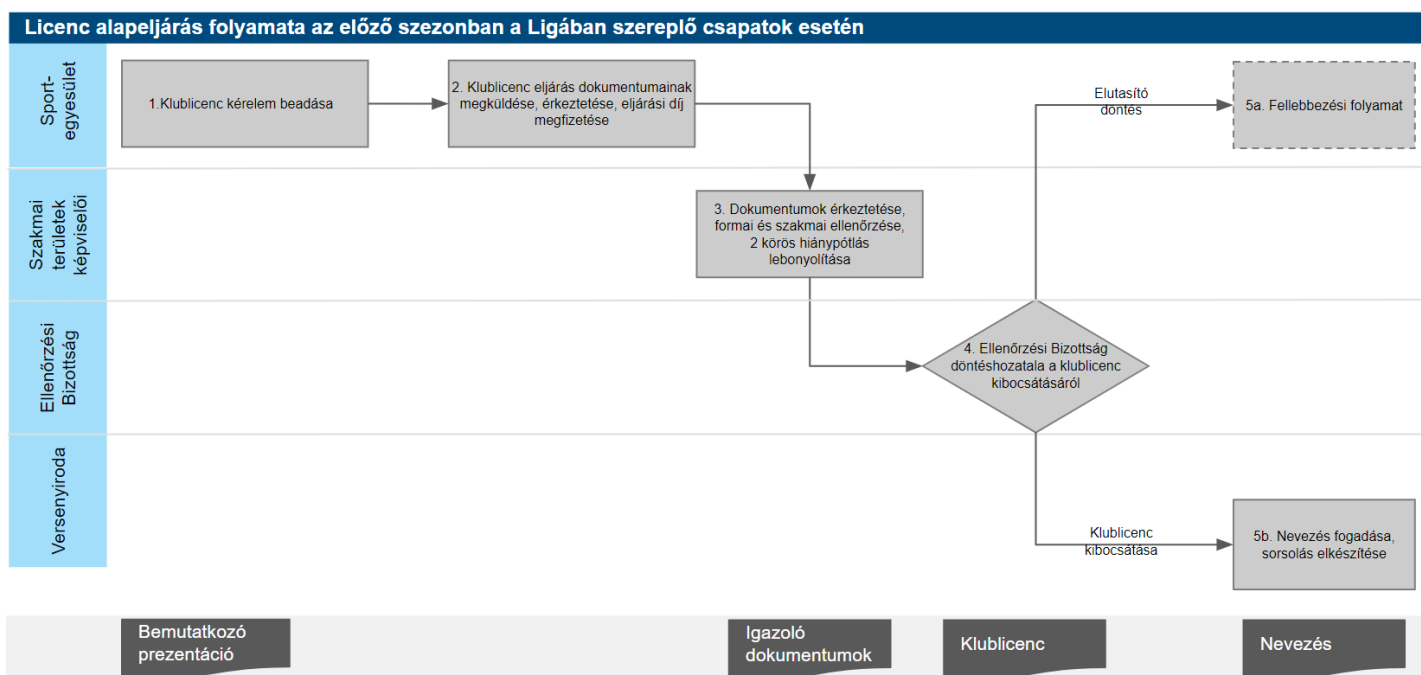 Licenc alapeljárás folyamata az előző szezonban a Ligában szereplő csapatok esetén
Sport-
egyesület
1.Klublicenc kérelem beadása
2. Klublicenc eljárás dokumentumainak
megküldése, érkeztetése, eljárási díj
megfizetése
Elutasító
döntés
5a. Fellebbezési folyamat
Szakmai
területek
képviselői
3. Dokumentumok érkeztetése,
formai és szakmai ellenőrzése,
2 körös hiánypótlás
lebonyolítása
Ellenőrzési
Bizottság
4. Ellenőrzési Bizottság
döntéshozatala a klublicenc
kibocsátásáról
Versenyiroda
Klublicenc
kibocsátása
5b. Nevezés fogadása,
sorsolás elkészítése
Bemutatkozó
prezentáció
Igazoló
dokumentumok
Klublicenc
Nevezés